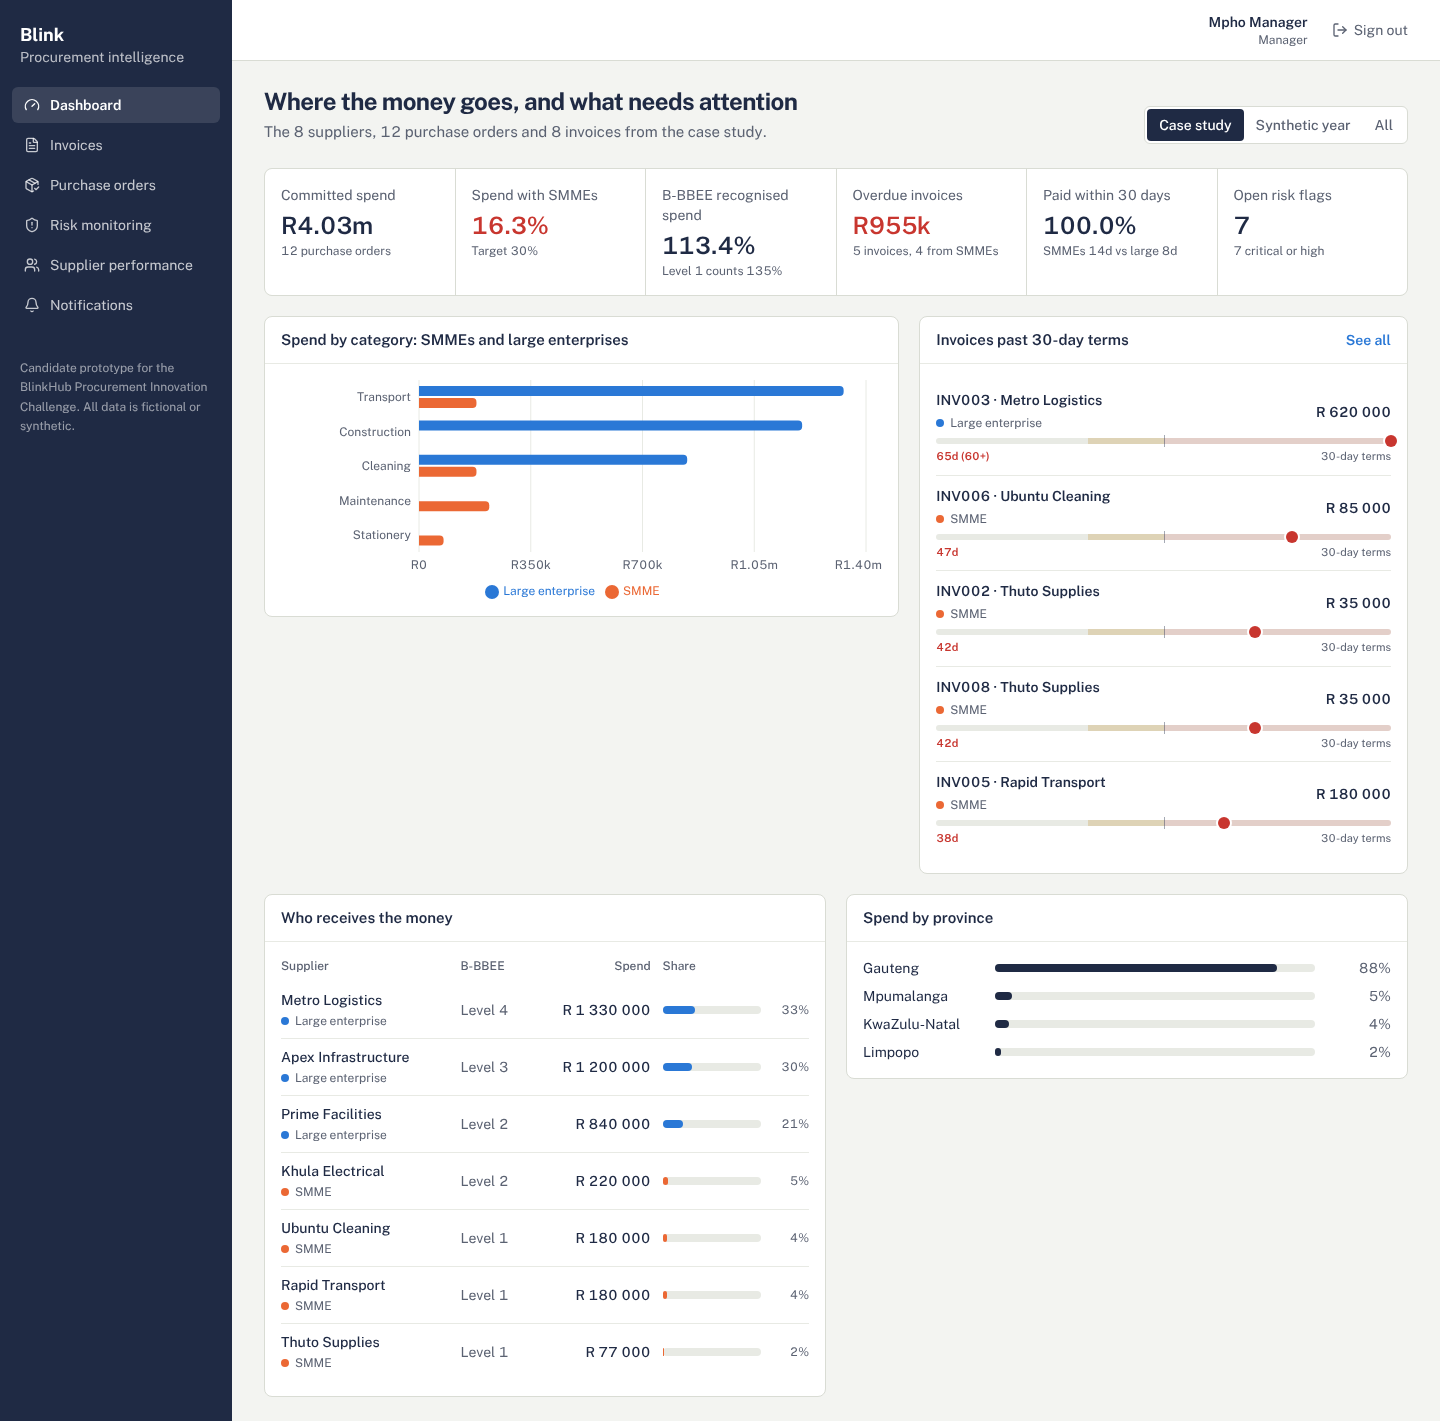 Blink
Procurement intelligence
Dashboard
Invoices
Purchase orders
Risk monitoring
Supplier performance
Notifications
Candidate prototype for the
BlinkHub Procurement Innovation
Challenge. All data is fictional or
synthetic.
Mpho Manager
Manager
Sign out
Where the money goes, and what needs attention
The 8 suppliers, 12 purchase orders and 8 invoices from the case study.
Case study
Synthetic year
All
Committed spend
R4.03m
12 purchase orders
Spend with SMMEs
16.3%
Target 30%
B-BBEE recognised
spend
113.4%
Level 1 counts 135%
Overdue invoices
R955k
5 invoices, 4 from SMMEs
Paid within 30 days
100.0%
SMMEs 14d vs large 8d
Open risk flags
7
7 critical or high
Spend by category: SMMEs and large enterprises
Transport
Construction
Cleaning
Maintenance
Stationery
R0 R350k R700k R1.05m R1.40m
Large enterprise SMME
Invoices past 30-day terms
See all
INV003 · Metro Logistics
R 620 000
Large enterprise
65d (60+)
30-day terms
INV006 · Ubuntu Cleaning
R 85 000
SMME
47d
30-day terms
INV002 · Thuto Supplies
R 35 000
SMME
42d
30-day terms
INV008 · Thuto Supplies
R 35 000
SMME
42d
30-day terms
INV005 · Rapid Transport
R 180 000
SMME
38d
30-day terms
Who receives the money
Supplier B-BBEE Spend Share
Metro Logistics
Large enterprise
Level 4 R 1 330 000 33%
Apex Infrastructure
Large enterprise
Level 3 R 1 200 000 30%
Prime Facilities
Large enterprise
Level 2 R 840 000 21%
Khula Electrical
SMME
Level 2 R 220 000 5%
Ubuntu Cleaning
SMME
Level 1 R 180 000 4%
Rapid Transport
SMME
Level 1 R 180 000 4%
Thuto Supplies
SMME
Level 1 R 77 000 2%
Spend by province
Gauteng 88%
Mpumalanga 5%
KwaZulu-Natal 4%
Limpopo 2%